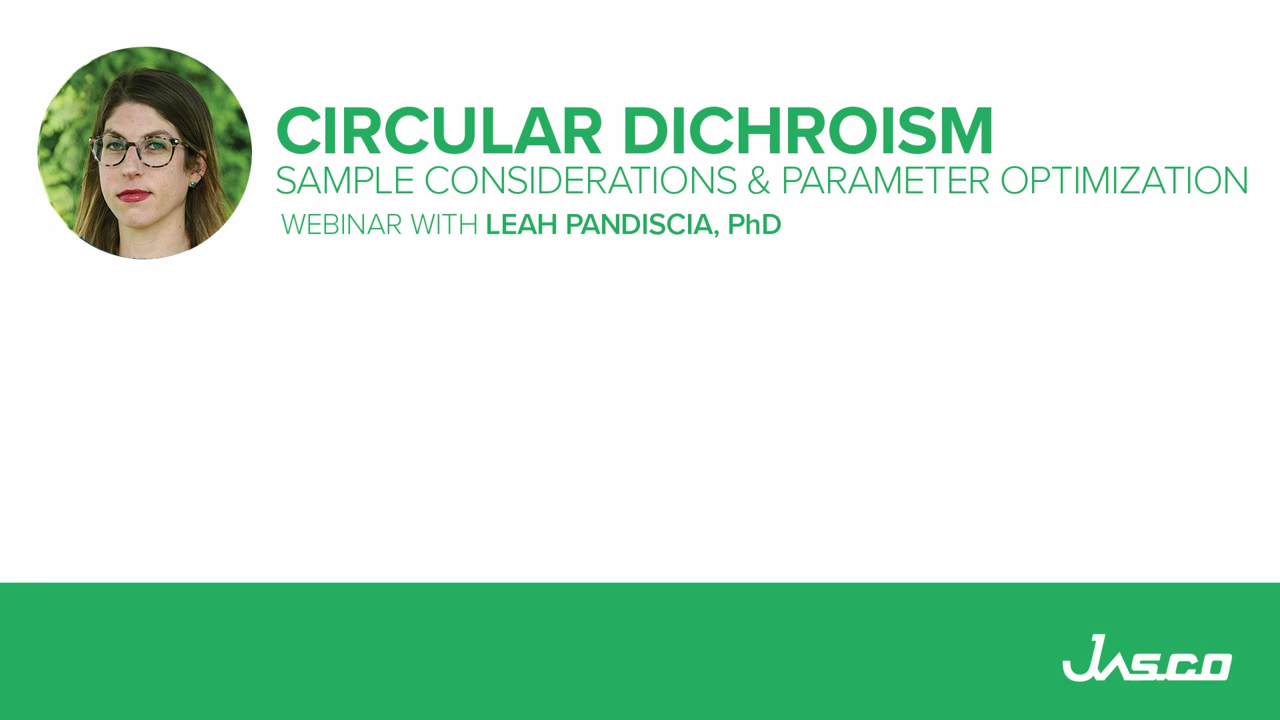 CIRCULAR DICHROISM
SAMPLE CONSIDERATIONS & PARAMETER OPTIMIZATION
WEBINAR WITH LEAH PANDISCIA, PhD
Jasco